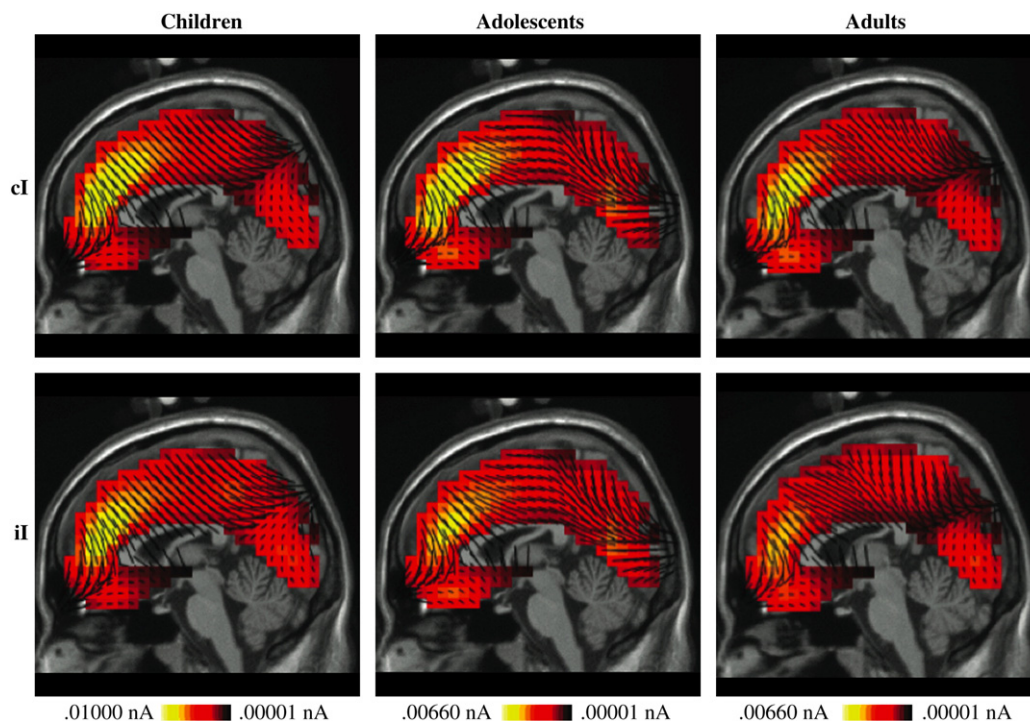 Children Adolescents Adults
cI
iI
.01000 nA .00001 nA .00660 nA .00001 nA .00660 nA .00001 nA